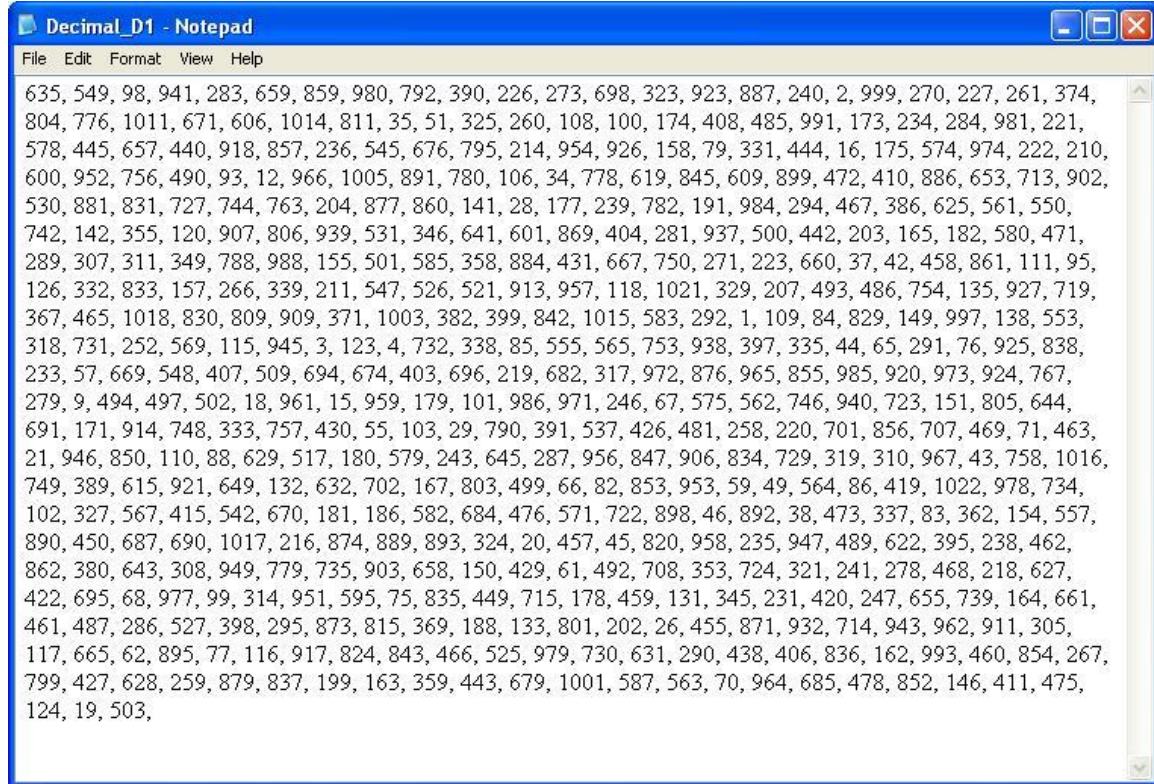 Decimal_D1 - Notepad
File Edit Format View Help
635, 549, 98, 941, 283, 659, 859, 980, 792, 390, 226, 273, 698, 323, 923, 887, 240, 2, 999, 270, 227, 261, 374,
804, 776, 1011, 671, 606, 1014, 811, 35, 51, 325, 260, 108, 100, 174, 408, 485, 991, 173, 234, 284, 981, 221,
578, 445, 657, 440, 918, 857, 236, 545, 676, 795, 214, 954, 926, 158, 79, 331, 444, 16, 175, 574, 974, 222, 210,
600, 952, 756, 490, 93, 12, 966, 1005, 891, 780, 106, 34, 778, 619, 845, 609, 899, 472, 410, 886, 653, 713, 902,
530, 881, 831, 727, 744, 763, 204, 877, 860, 141, 28, 177, 239, 782, 191, 984, 294, 467, 386, 625, 561, 550,
742, 142, 355, 120, 907, 806, 939, 531, 346, 641, 601, 869, 404, 281, 937, 500, 442, 203, 165, 182, 580, 471,
289, 307, 311, 349, 788, 988, 155, 501, 585, 358, 884, 431, 667, 750, 271, 223, 660, 37, 42, 458, 861, 111, 95,
126, 332, 833, 157, 266, 339, 211, 547, 526, 521, 913, 957, 118, 1021, 329, 207, 493, 486, 754, 135, 927, 719,
367, 465, 1018, 830, 809, 909, 371, 1003, 382, 399, 842, 1015, 583, 292, 1, 109, 84, 829, 149, 997, 138, 553,
318, 731, 252, 569, 115, 945, 3, 123, 4, 732, 338, 85, 555, 565, 753, 938, 397, 335, 44, 65, 291, 76, 925, 838,
233, 57, 669, 548, 407, 509, 694, 674, 403, 696, 219, 682, 317, 972, 876, 965, 855, 985, 920, 973, 924, 767,
279, 9, 494, 497, 502, 18, 961, 15, 959, 179, 101, 986, 971, 246, 67, 575, 562, 746, 940, 723, 151, 805, 644,
691, 171, 914, 748, 333, 757, 430, 55, 103, 29, 790, 391, 537, 426, 481, 258, 220, 701, 856, 707, 469, 71, 463,
21, 946, 850, 110, 88, 629, 517, 180, 579, 243, 645, 287, 956, 847, 906, 834, 729, 319, 310, 967, 43, 758, 1016,
749, 389, 615, 921, 649, 132, 632, 702, 167, 803, 499, 66, 82, 853, 953, 59, 49, 564, 86, 419, 1022, 978, 734,
102, 327, 567, 415, 542, 670, 181, 186, 582, 684, 476, 571, 722, 898, 46, 892, 38, 473, 337, 83, 362, 154, 557,
890, 450, 687, 690, 1017, 216, 874, 889, 893, 324, 20, 457, 45, 820, 958, 235, 947, 489, 622, 395, 238, 462,
862, 380, 643, 308, 949, 779, 735, 903, 658, 150, 429, 61, 492, 708, 353, 724, 321, 241, 278, 468, 218, 627,
422, 695, 68, 977, 99, 314, 951, 595, 75, 835, 449, 715, 178, 459, 131, 345, 231, 420, 247, 655, 739, 164, 661,
461, 487, 286, 527, 398, 295, 873, 815, 369, 188, 133, 801, 202, 26, 455, 871, 932, 714, 943, 962, 911, 305,
117, 665, 62, 895, 77, 116, 917, 824, 843, 466, 525, 979, 730, 631, 290, 438, 406, 836, 162, 993, 460, 854, 267,
799, 427, 628, 259, 879, 837, 199, 163, 359, 443, 679, 1001, 587, 563, 70, 964, 685, 478, 852, 146, 411, 475,
124, 19, 503,